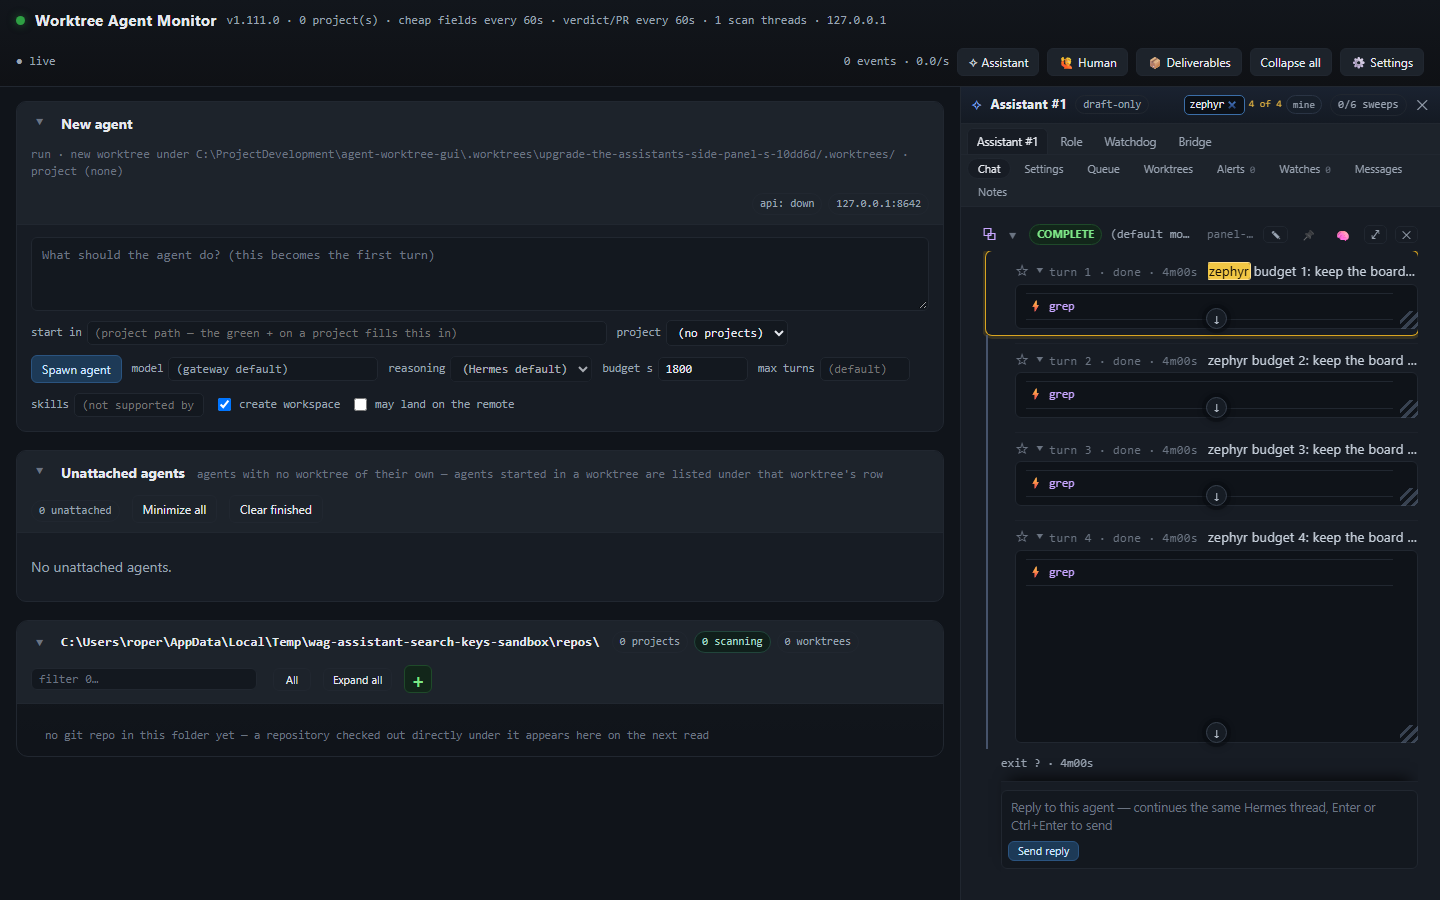 Worktree Agent Monitor v1.111.0 · 0 project(s) · cheap fields every 60s · verdict/PR every 60s · 1 scan threads · 127.0.0.1
live
0 events · 0.0/s
Assistant
Human
Deliverables
Collapse all
Settings
New agent
run · new worktree under C:\ProjectDevelopment\agent-worktree-gui\.worktrees\upgrade-the-assistants-side-panel-s-10dd6d/.worktrees/ ·
project (none)
api: down 127.0.0.1:8642
What should the agent do? (this becomes the first turn)
start in (project path — the green + on a project fills this in) project (no projects)
Spawn agent model (gateway default) reasoning (Hermes default) budget s 1800 max turns (default)
skills (not supported by create workspace may land on the remote
Unattached agents agents with no worktree of their own — agents started in a worktree are listed under that worktree's row
0 unattached Minimize all Clear finished
No unattached agents.
C:\Users\roper\AppData\Local\Temp\wag-assistant-search-keys-sandbox\repos\ 0 projects 0 scanning 0 worktrees
filter 0… All Expand all +
no git repo in this folder yet — a repository checked out directly under it appears here on the next read
Assistant #1 draft-only zephyr × 4 of 4 mine 0/6 sweeps
Assistant #1 Role Watchdog Bridge
Chat Settings Queue Worktrees Alerts 0 Watches 0 Messages
Notes
COMPLETE (default mo… panel-…
turn 1 · done · 4m00s zephyr budget 1: keep the board…
grep
turn 2 · done · 4m00s zephyr budget 2: keep the board …
grep
turn 3 · done · 4m00s zephyr budget 3: keep the board …
grep
turn 4 · done · 4m00s zephyr budget 4: keep the board …
grep
exit ? · 4m00s
Reply to this agent — continues the same Hermes thread, Enter or
Ctrl+Enter to send
Send reply